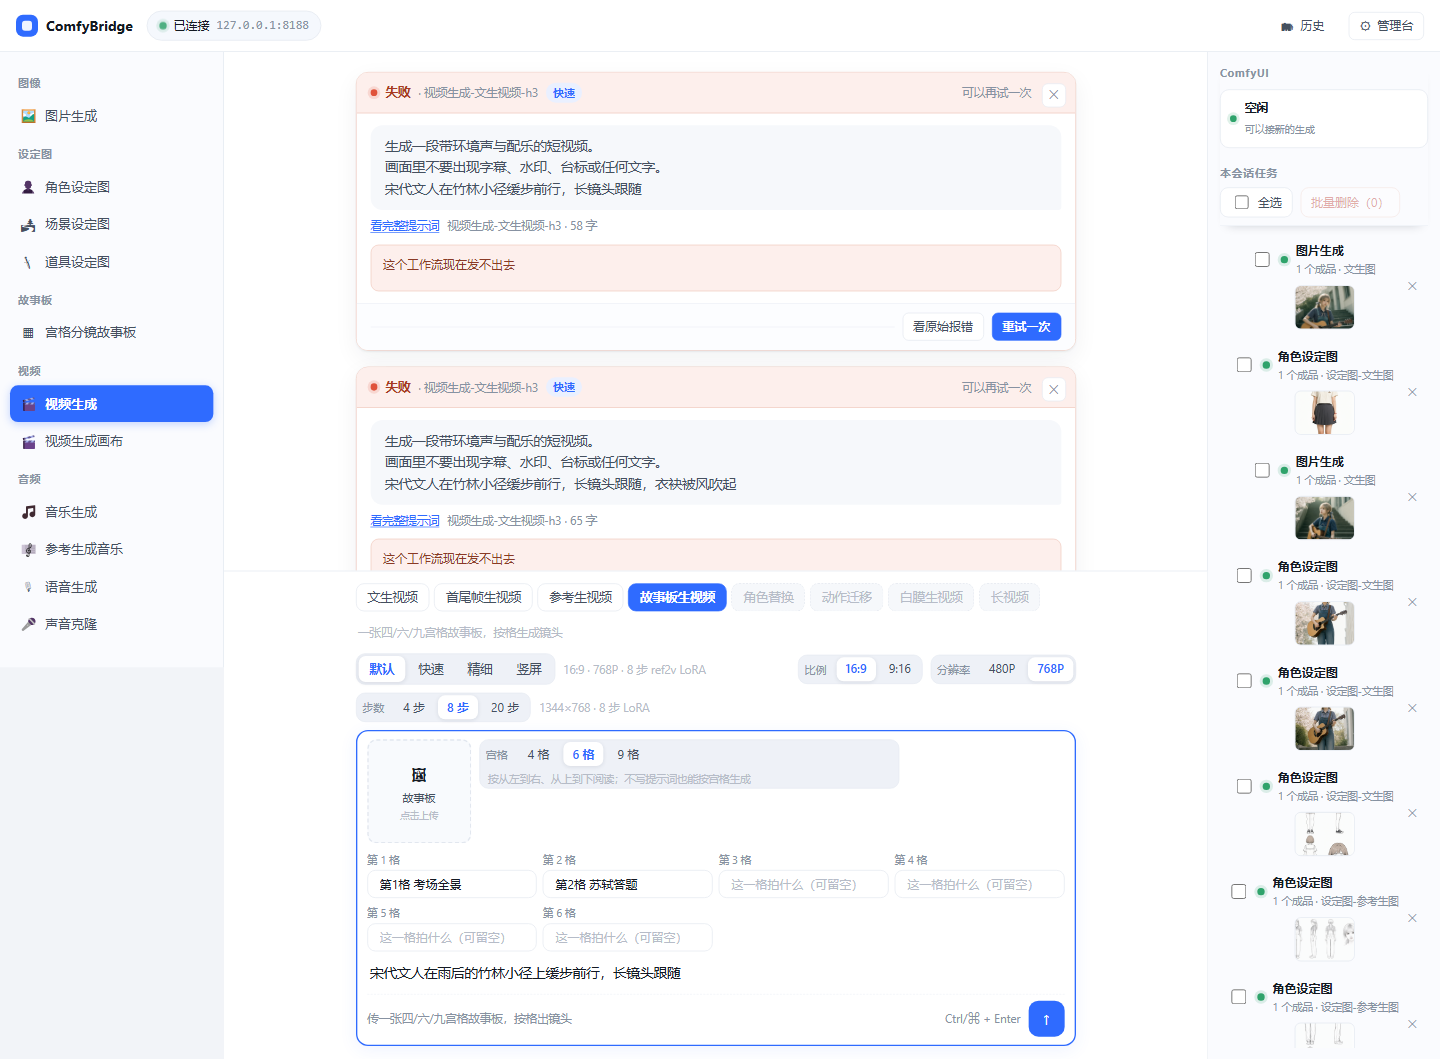 ComfyBridge
已连接 127.0.0.1:8188
历史
管理台
图像
图片生成
设定图
角色设定图
场景设定图
道具设定图
故事板
宫格分镜故事板
视频
视频生成
视频生成画布
音频
音乐生成
参考生成音乐
语音生成
声音克隆
失败 · 视频生成-文生视频-h3 快速 可以再试一次
生成一段带环境声与配乐的短视频。
画面里不要出现字幕、水印、台标或任何文字。
宋代文人在竹林小径缓步前行，长镜头跟随
看完整提示词 视频生成-文生视频-h3 · 58 字
这个工作流现在发不出去
看原始报错 重试一次
失败 · 视频生成-文生视频-h3 快速 可以再试一次
生成一段带环境声与配乐的短视频。
画面里不要出现字幕、水印、台标或任何文字。
宋代文人在竹林小径缓步前行，长镜头跟随，衣袂被风吹起
看完整提示词 视频生成-文生视频-h3 · 65 字
这个工作流现在发不出去
文生视频 首尾帧生视频 参考生视频 故事板生视频 角色替换 动作迁移 白膜生视频 长视频
一张四/六/九宫格故事板，按格生成镜头
默认 快速 精细 竖屏 16:9 · 768P · 8 步 ref2v LoRA 比例 16:9 9:16 分辨率 480P 768P
步数 4 步 8 步 20 步 1344×768 · 8 步 LoRA
故事板
点击上传
宫格 4 格 6 格 9 格
按从左到右、从上到下阅读；不写提示词也能按宫格生成
第 1 格 第 2 格 第 3 格 第 4 格
第1格 考场全景 第2格 苏轼答题 这一格拍什么（可留空） 这一格拍什么（可留空）
第 5 格 第 6 格
这一格拍什么（可留空） 这一格拍什么（可留空）
宋代文人在雨后的竹林小径上缓步前行，长镜头跟随
传一张四/六/九宫格故事板，按格出镜头 Ctrl/⌘ + Enter ↑
ComfyUI
空闲
可以接新的生成
本会话任务
全选 批量删除（0）
图片生成
1 个成品 · 文生图
角色设定图
1 个成品 · 设定图-文生图
图片生成
1 个成品 · 文生图
角色设定图
1 个成品 · 设定图-文生图
角色设定图
1 个成品 · 设定图-文生图
角色设定图
1 个成品 · 设定图-文生图
角色设定图
1 个成品 · 设定图-参考生图
角色设定图
1 个成品 · 设定图-参考生图